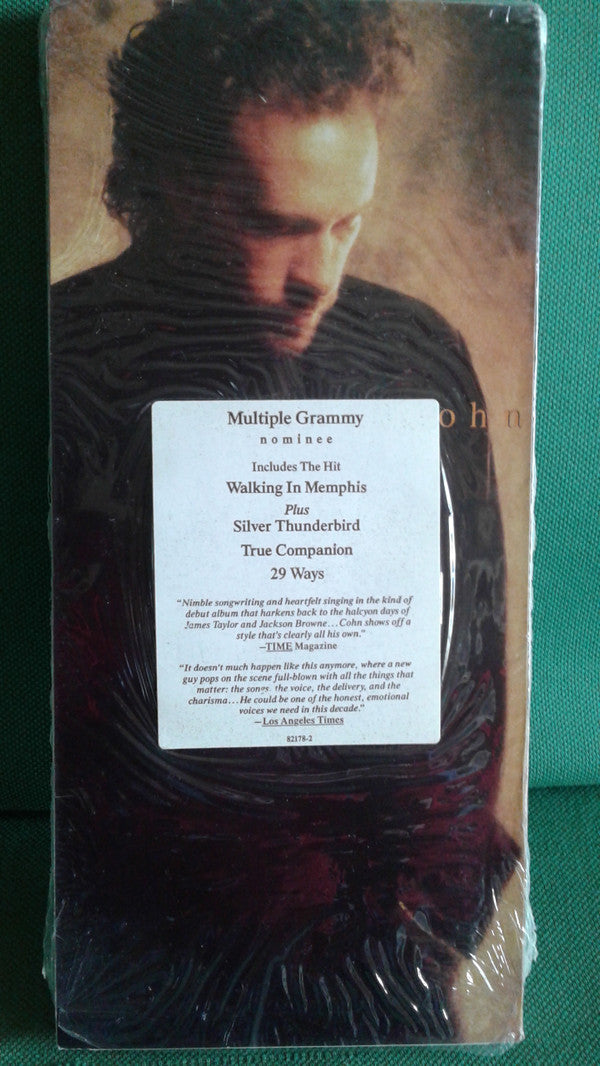 ohn
Multiple Grammy
nominee
Includes The Hit
Walking In Memphis
Plus
Silver Thunderbird
True Companion
29 Ways
"Nimble songwriting and heartfelt singing in the kind of
debut album that harkens back to the halcyon days of
James Taylor and Jackson Browne...Cohn shows off a
style that's clearly all his own."
—TIME Magazine
"It doesn't much happen like this anymore, where a new
guy pops on the scene full-blown with all the things that
matter: the songs, the voice, the delivery, and the
charisma...He could be one of the honest, emotional
voices we need in this decade."
—Los Angeles Times
82178-2